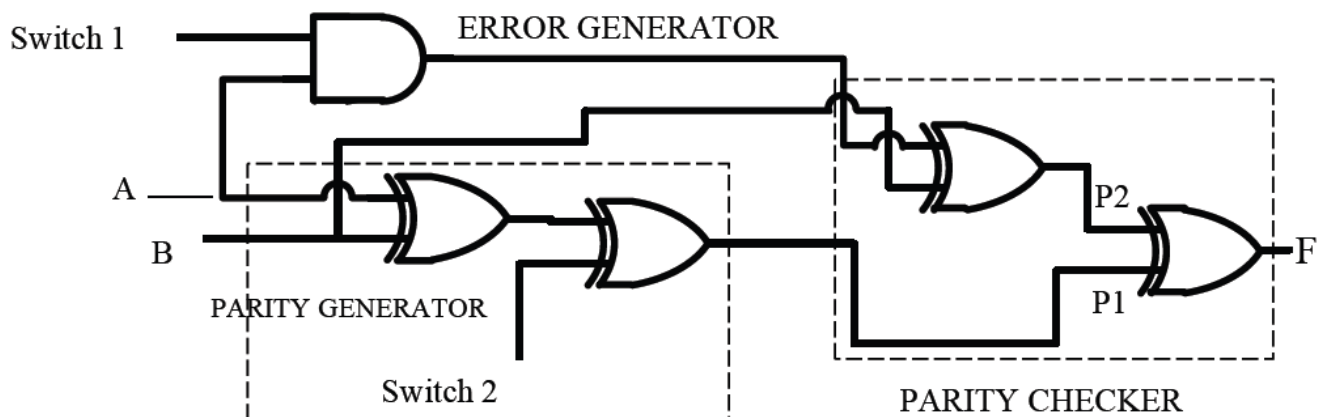 ERROR GENERATOR
Switch 1
A
B
P2
F
P1
PARITY GENERATOR
Switch 2
PARITY CHECKER